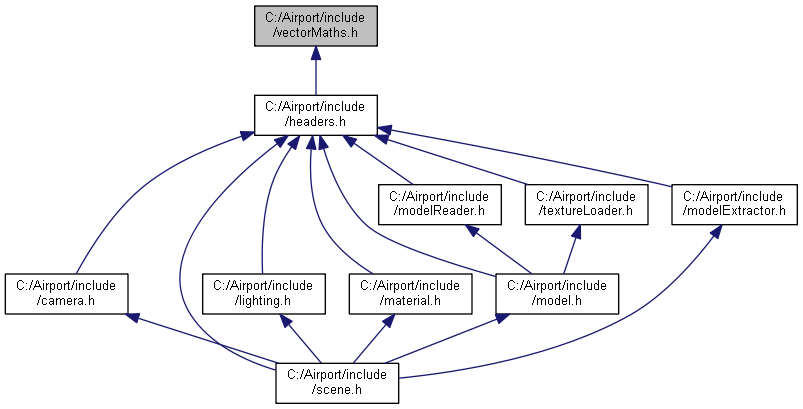 C:/Airport/include
/vectorMaths.h
C:/Airport/include
/headers.h
C:/Airport/include
/modelReader.h
C:/Airport/include
/textureLoader.h
C:/Airport/include
/modelExtractor.h
C:/Airport/include
/camera.h
C:/Airport/include
/lighting.h
C:/Airport/include
/material.h
C:/Airport/include
/model.h
C:/Airport/include
/scene.h